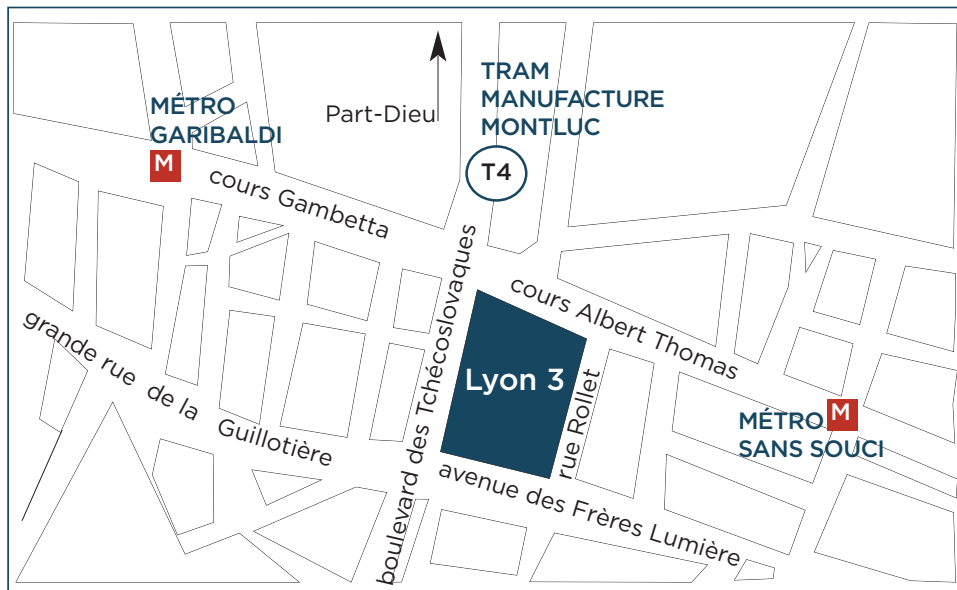 TRAM
MANUFACTURE
MONTLUC
MÉTRO
GARIBALDI
Part-Dieu
M
T4
cours Gambetta
boulevard des Tchécoslovaques
cours Albert Thomas
grande rue de la Guillotière
Lyon 3
rue Rollet
M
MÉTRO
SANS SOUCI
avenue des Frères Lumière